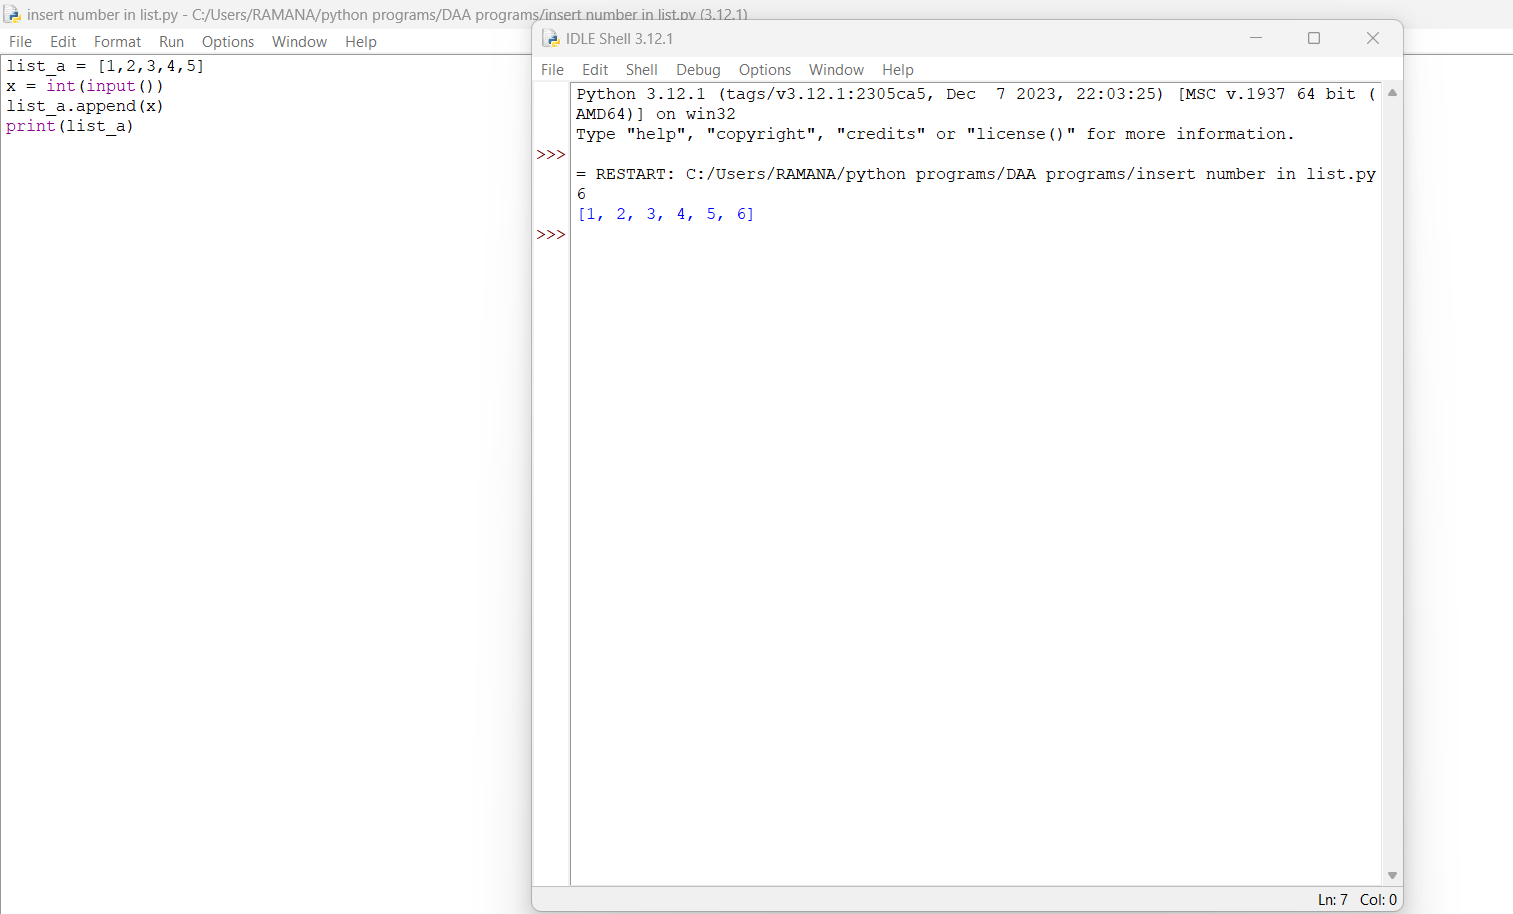 insert number in list.py - C:/Users/RAMANA/python programs/DAA programs/insert number in list.py (3.12.1)
File Edit Format Run Options Window Help
list_a = [1,2,3,4,5]
x = int(input())
list_a.append(x)
print(list_a)
IDLE Shell 3.12.1
File Edit Shell Debug Options Window Help
Python 3.12.1 (tags/v3.12.1:2305ca5, Dec  7 2023, 22:03:25) [MSC v.1937 64 bit (
AMD64)] on win32
Type "help", "copyright", "credits" or "license()" for more information.
>>>
= RESTART: C:/Users/RAMANA/python programs/DAA programs/insert number in list.py
6
[1, 2, 3, 4, 5, 6]
>>>
Ln: 7 Col: 0